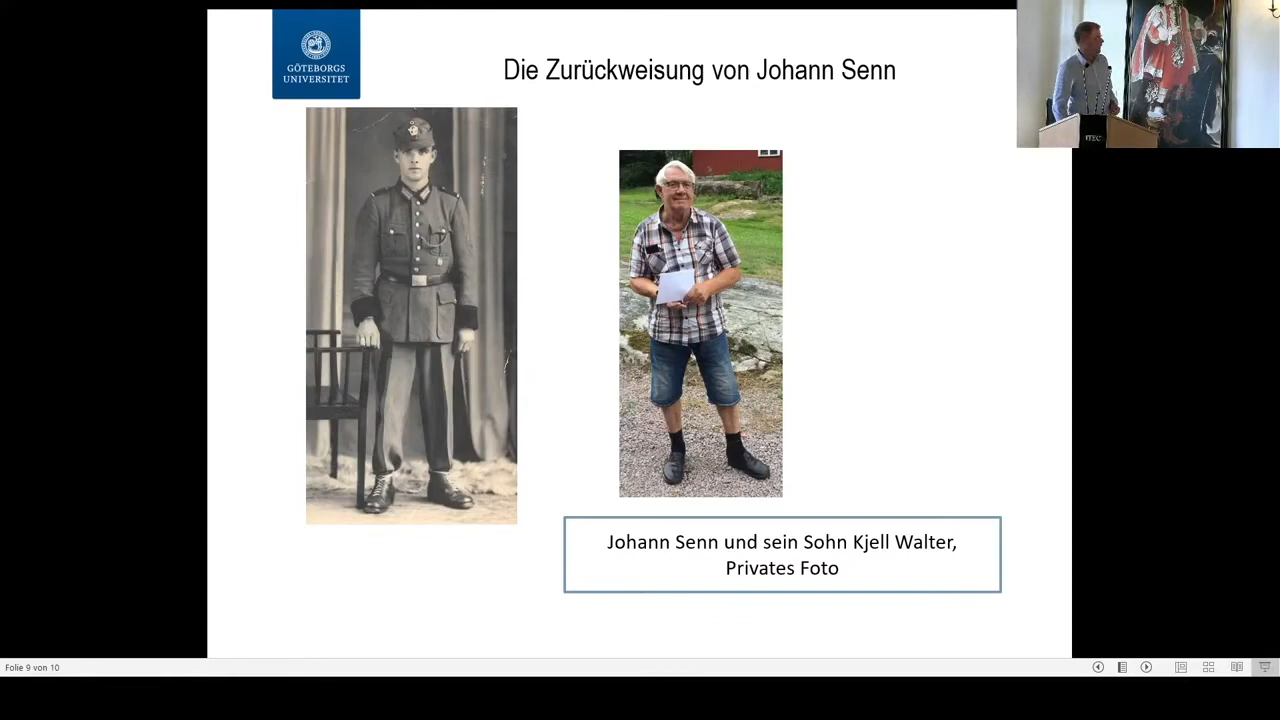 GÖTEBORGS
UNIVERSITET
Die Zurückweisung von Johann Senn
ITEC
Johann Senn und sein Sohn Kjell Walter,
Privates Foto
Folie 9 von 10